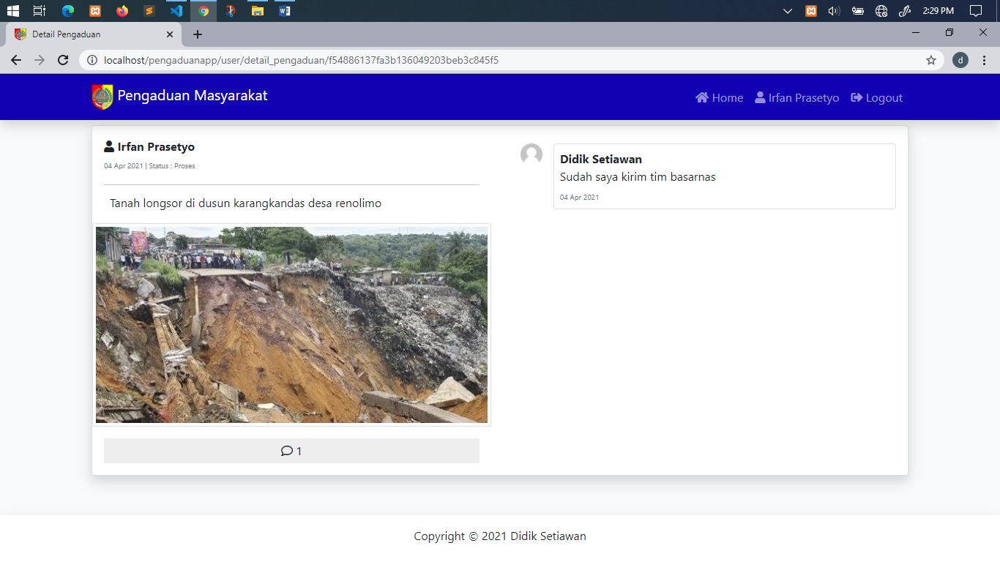 2:29 PM
Detail Pengaduan
localhost/pengaduanapp/user/detail_pengaduan/f54886137fa3b136049203beb3c845f5
d
Pengaduan Masyarakat
Home
Irfan Prasetyo
Logout
Irfan Prasetyo
04 Apr 2021 | Status : Proses
Tanah longsor di dusun karangkandas desa renolimo
1
Didik Setiawan
Sudah saya kirim tim basarnas
04 Apr 2021
Copyright © 2021 Didik Setiawan